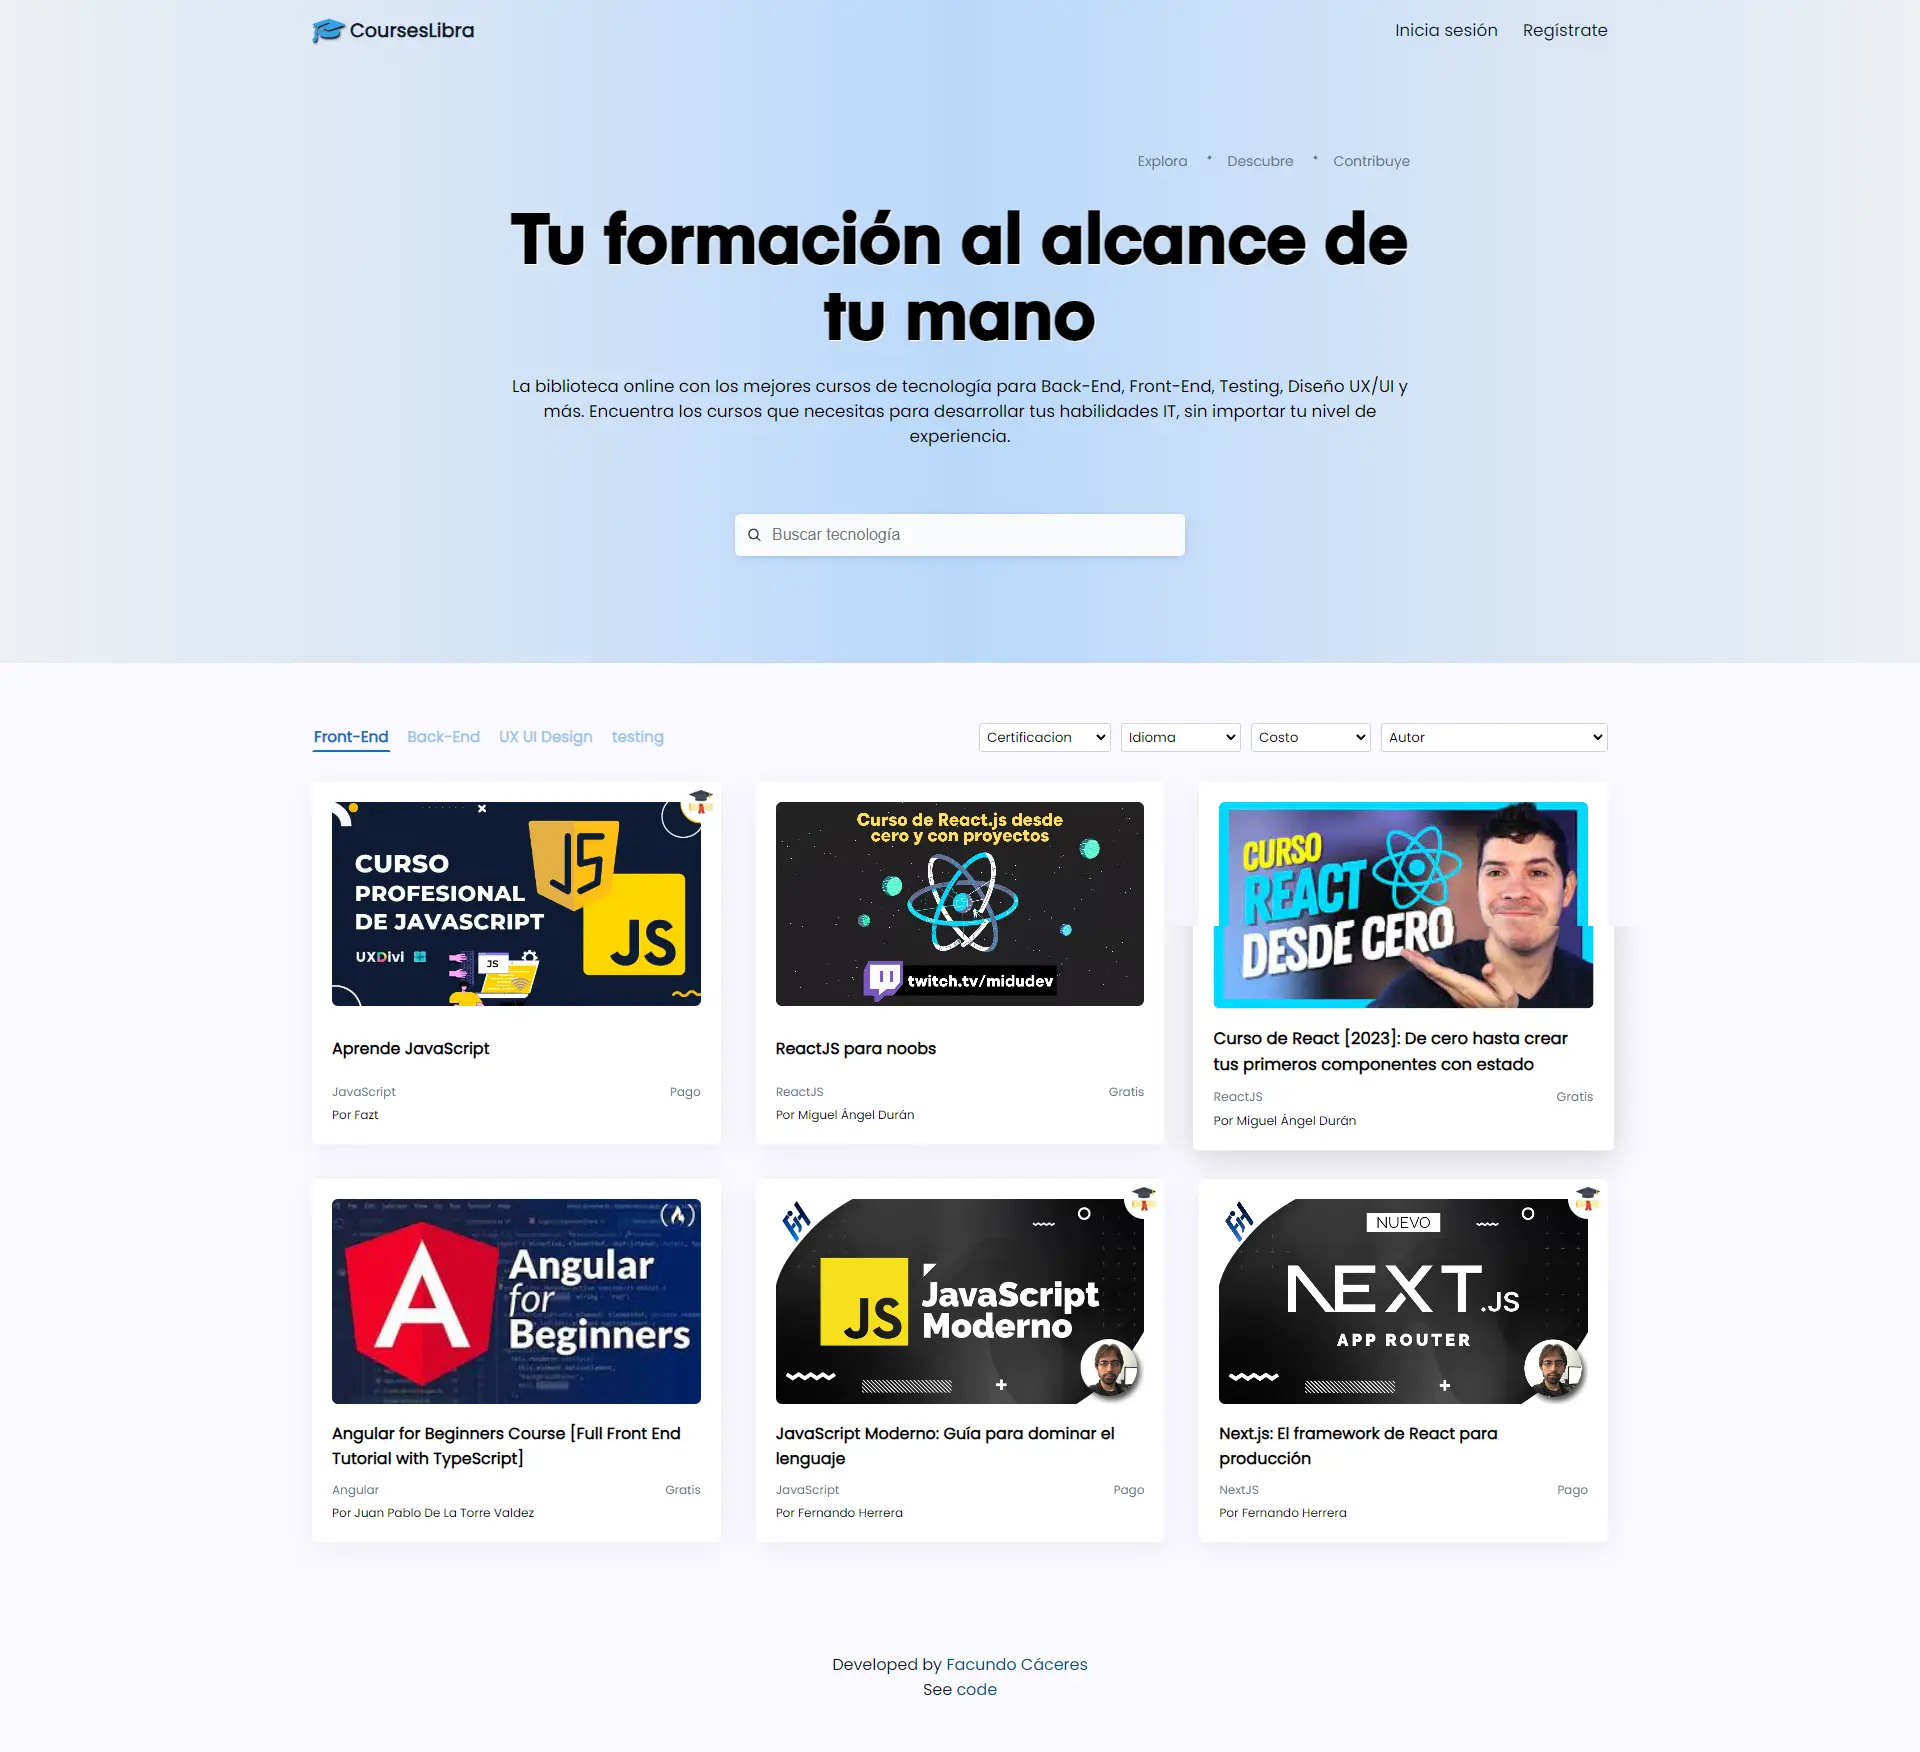 CoursesLibra
Inicia sesión
Regístrate
Explora
Descubre
Contribuye
Tu formación al alcance de
tu mano
La biblioteca online con los mejores cursos de tecnología para Back-End, Front-End, Testing, Diseño UX/UI y
más. Encuentra los cursos que necesitas para desarrollar tus habilidades IT, sin importar tu nivel de
experiencia.
Buscar tecnología
Front-End
Back-End
UX UI Design
testing
Certificacion
Idioma
Costo
Autor
CURSO
PROFESIONAL
DE JAVASCRIPT
UXDivi
JS
JS
JS
Aprende JavaScript
JavaScript
Pago
Por Fazt
Curso de React.js desde
cero y con proyectos
twitch.tv/midudev
ReactJS para noobs
ReactJS
Gratis
Por Miguel Ángel Durán
CURSO
REACT
DESDE CERO
Curso de React [2023]: De cero hasta crear
tus primeros componentes con estado
ReactJS
Gratis
Por Miguel Ángel Durán
A
Angular
for
Beginners
Angular for Beginners Course [Full Front End
Tutorial with TypeScript]
Angular
Gratis
Por Juan Pablo De La Torre Valdez
FH
JS
JavaScript
Moderno
JavaScript Moderno: Guía para dominar el
lenguaje
JavaScript
Pago
Por Fernando Herrera
FH
NUEVO
NEXT.JS
APP ROUTER
Next.js: El framework de React para
producción
NextJS
Pago
Por Fernando Herrera
Developed by Facundo Cáceres
See code